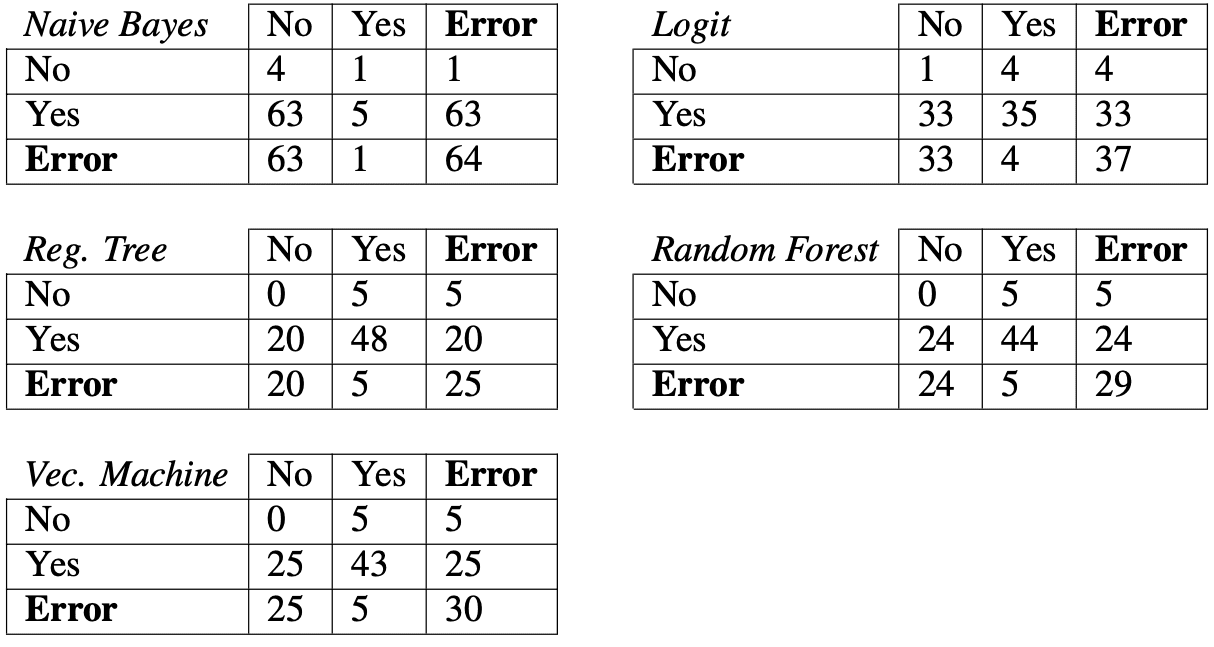 Naive Bayes No Yes Error
No 4 1 1
Yes 63 5 63
Error 63 1 64
Logit No Yes Error
No 1 4 4
Yes 33 35 33
Error 33 4 37
Reg. Tree No Yes Error
No 0 5 5
Yes 20 48 20
Error 20 5 25
Random Forest No Yes Error
No 0 5 5
Yes 24 44 24
Error 24 5 29
Vec. Machine No Yes Error
No 0 5 5
Yes 25 43 25
Error 25 5 30